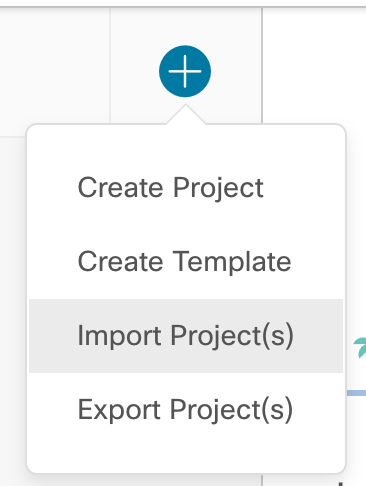 Create Project
Create Template
Import Project(s)
Export Project(s)